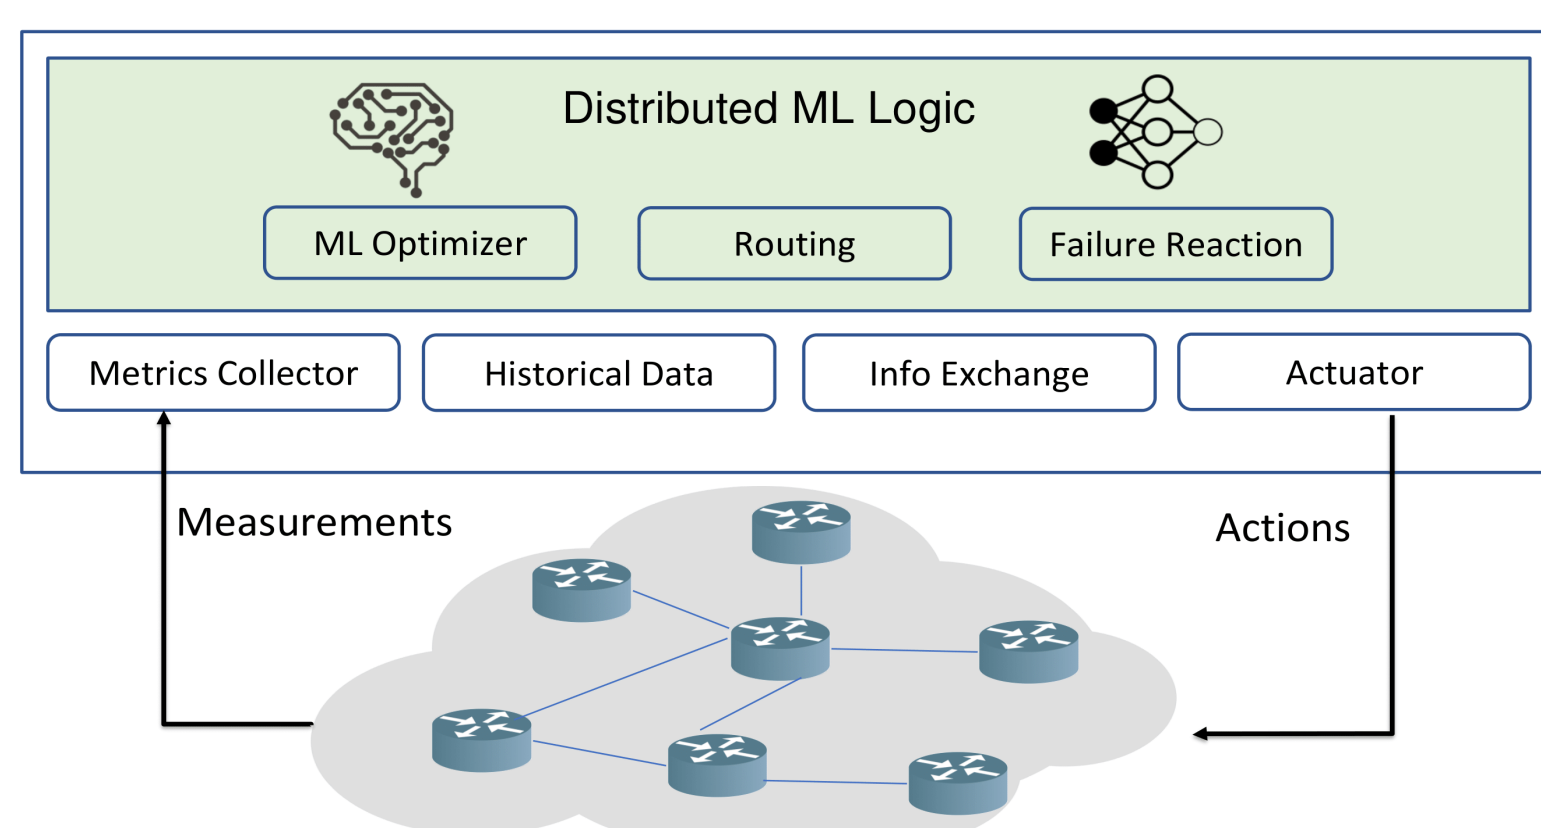 Distributed ML Logic
ML Optimizer
Routing
Failure Reaction
Metrics Collector
Historical Data
Info Exchange
Actuator
Measurements
Actions